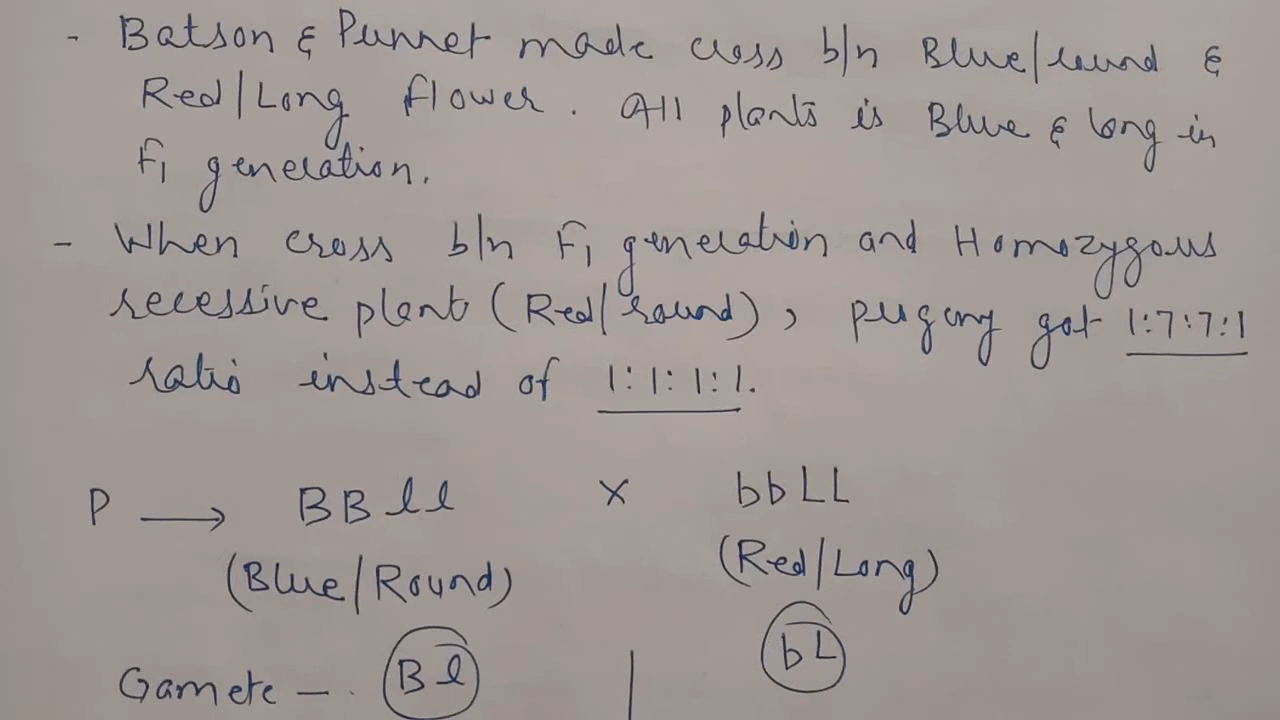 - Batson & Punnet made cross b/n Blue/round &
Red/Long flower. All plants is Blue & long in
F1 generation.
- When cross b/n F1 generation and Homozygous
recessive plant (Red/round), pregeny got 1:7:7:1
ratio instead of 1:1:1:1.
P → BBll x bbLL
(Blue/Round) (Red/Long)
Gamete - Bl bL